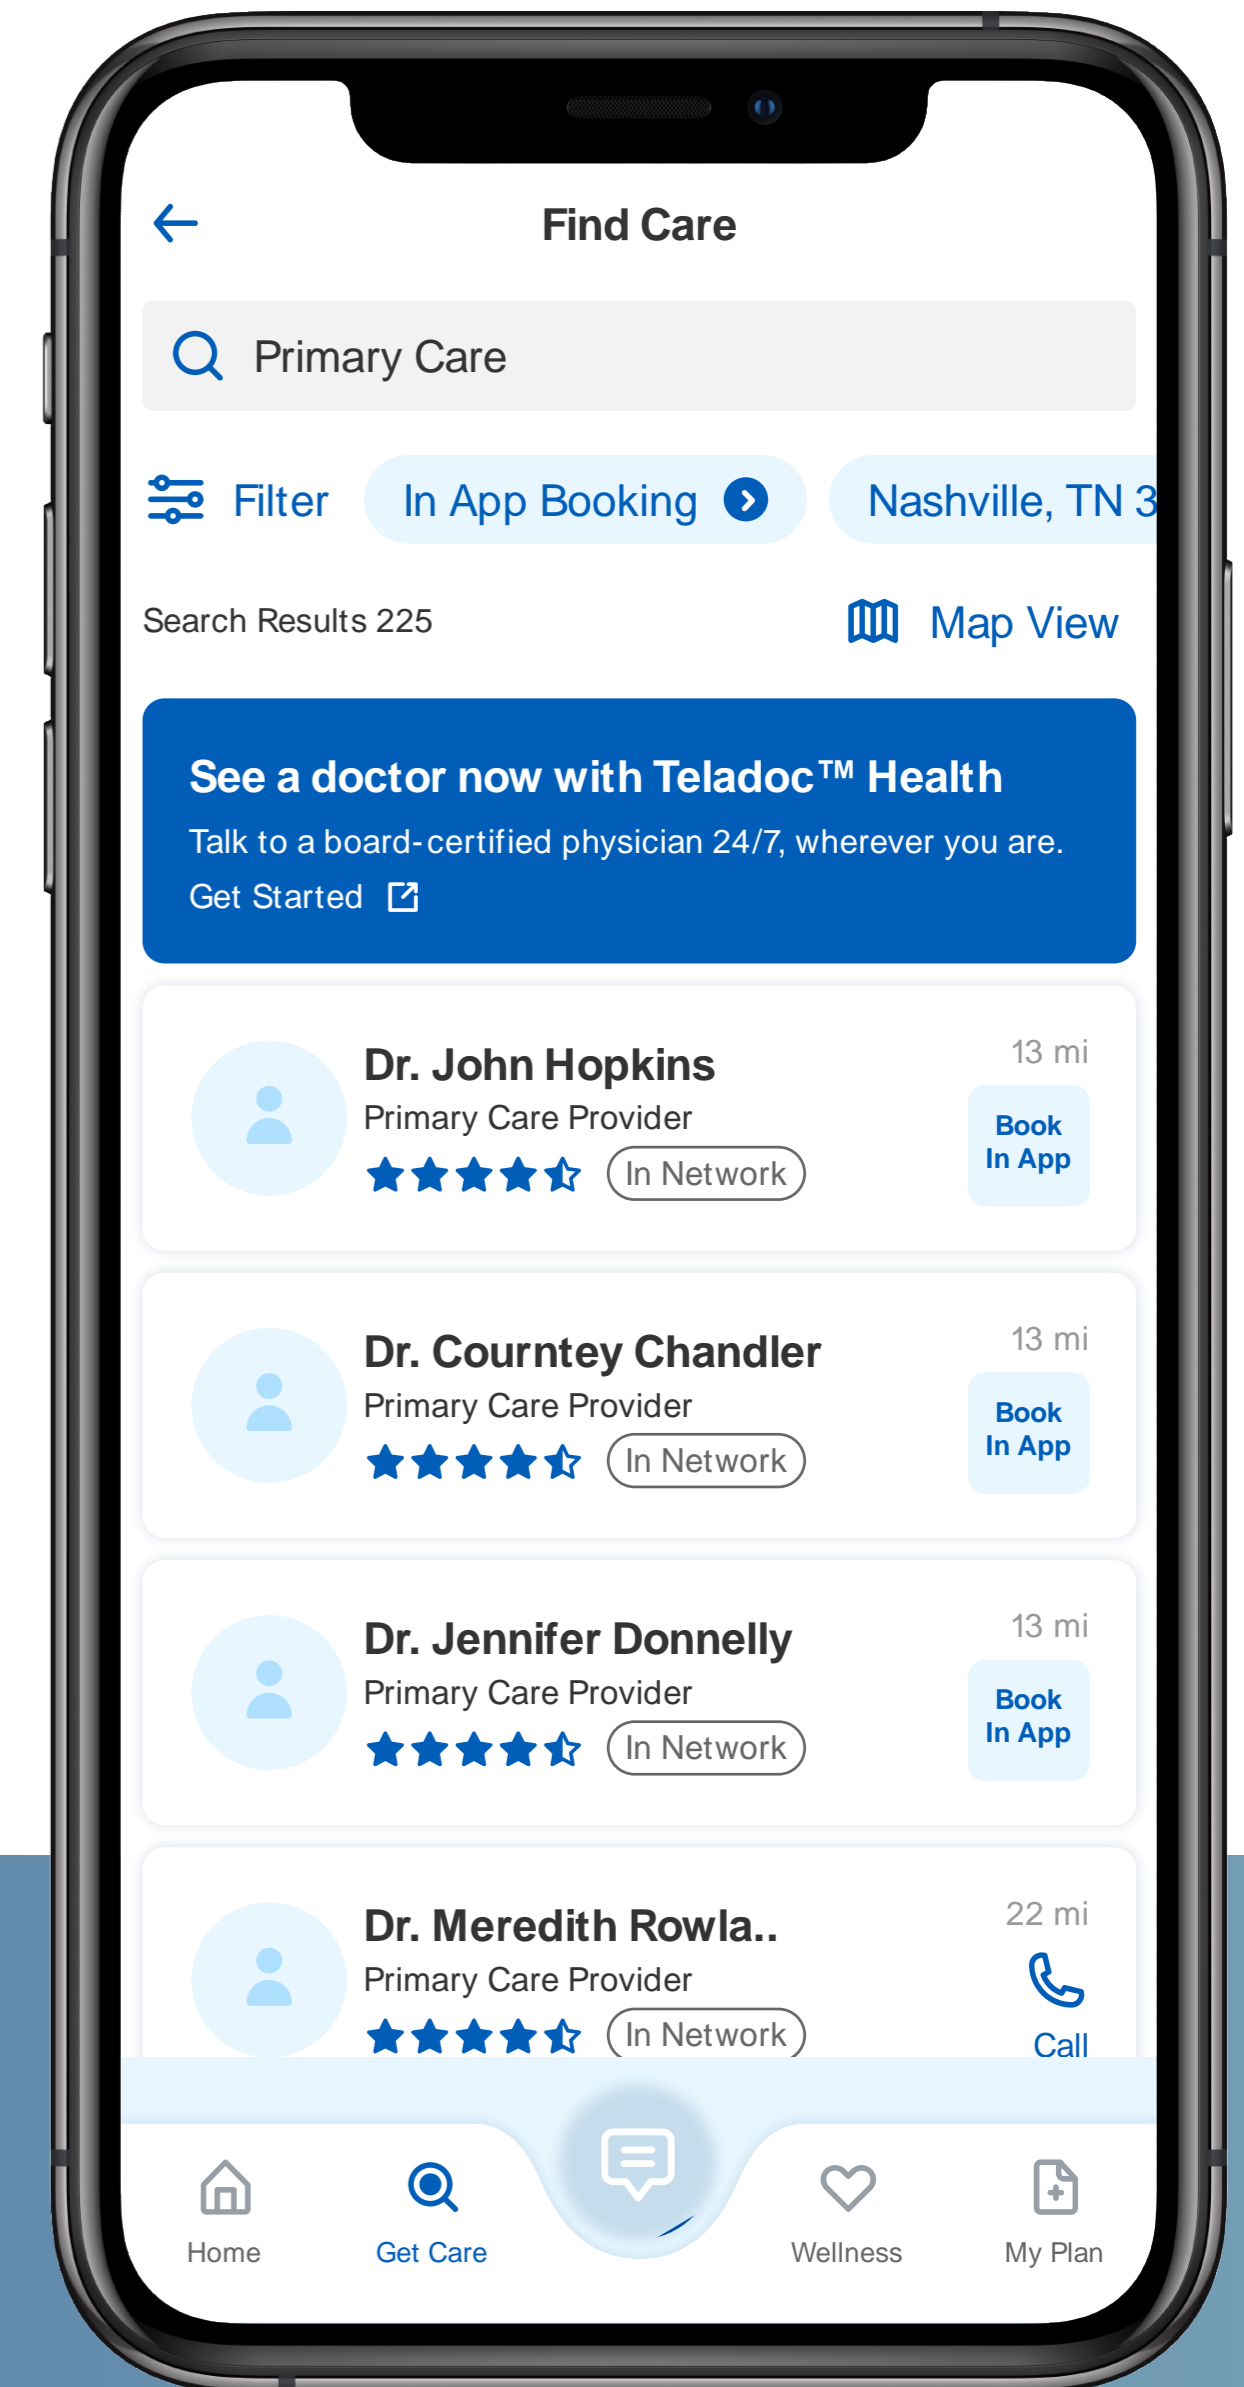 Find Care
Primary Care
Filter
In App Booking
Nashville, TN 3
Search Results 225
Map View
See a doctor now with Teladoc™ Health
Talk to a board-certified physician 24/7, wherever you are.
Get Started
Dr. John Hopkins
13 mi
Primary Care Provider
In Network
Book
In App
Dr. Courntey Chandler
13 mi
Primary Care Provider
In Network
Book
In App
Dr. Jennifer Donnelly
13 mi
Primary Care Provider
In Network
Book
In App
Dr. Meredith Rowla..
22 mi
Primary Care Provider
In Network
Call
Home
Get Care
Wellness
My Plan